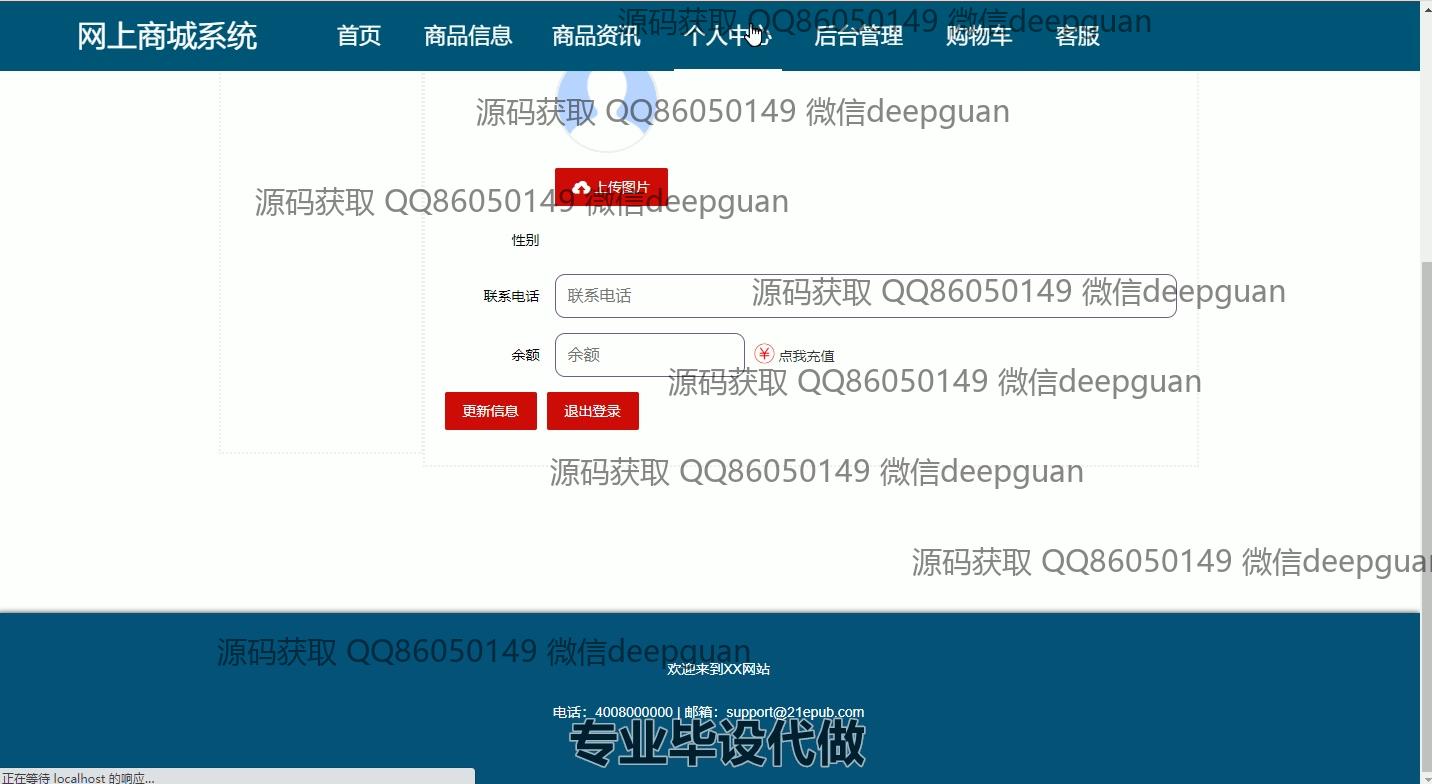 网上商城系统 首页 商品信息 商品资讯 个人中心 后台管理 购物车 客服
源码获取 QQ86050149 微信deepguan
源码获取 QQ86050149 微信deepguan
上传图片
源码获取 QQ86050149 微信deepguan
性别
联系电话 联系电话
源码获取 QQ86050149 微信deepguan
余额 余额 ¥ 点我充值
源码获取 QQ86050149 微信deepguan
更新信息 退出登录
源码获取 QQ86050149 微信deepguan
源码获取 QQ86050149 微信deepguan
源码获取 QQ86050149 微信deepguan
欢迎来到XX网站
电话：4008000000 | 邮箱：support@21epub.com
专业毕设代做
正在等待 localhost 的响应...